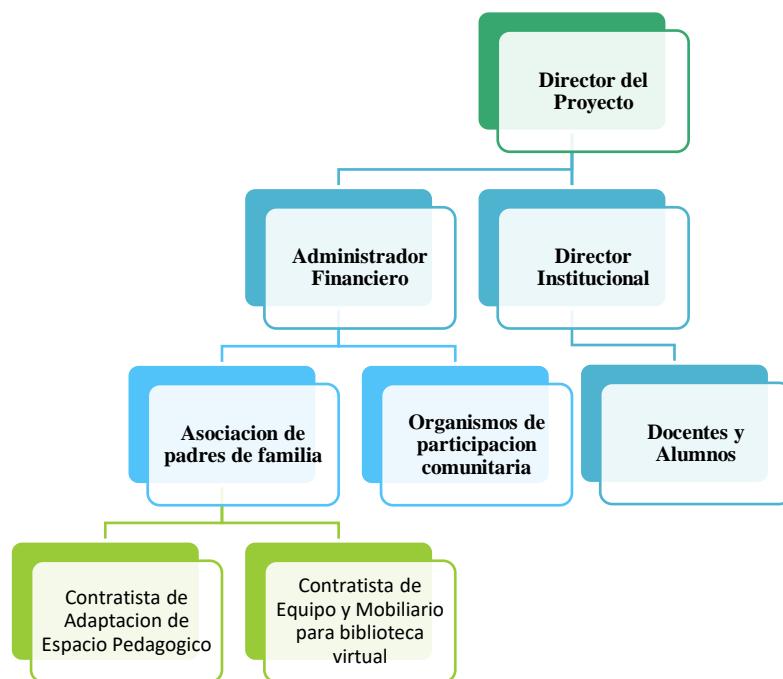 Director del
Proyecto
Administrador
Financiero
Director
Institucional
Asociacion de
padres de familia
Organismos de
participacion
comunitaria
Docentes y
Alumnos
Contratista de
Adaptacion de
Espacio Pedagogico
Contratista de
Equipo y Mobiliario
para biblioteca
virtual